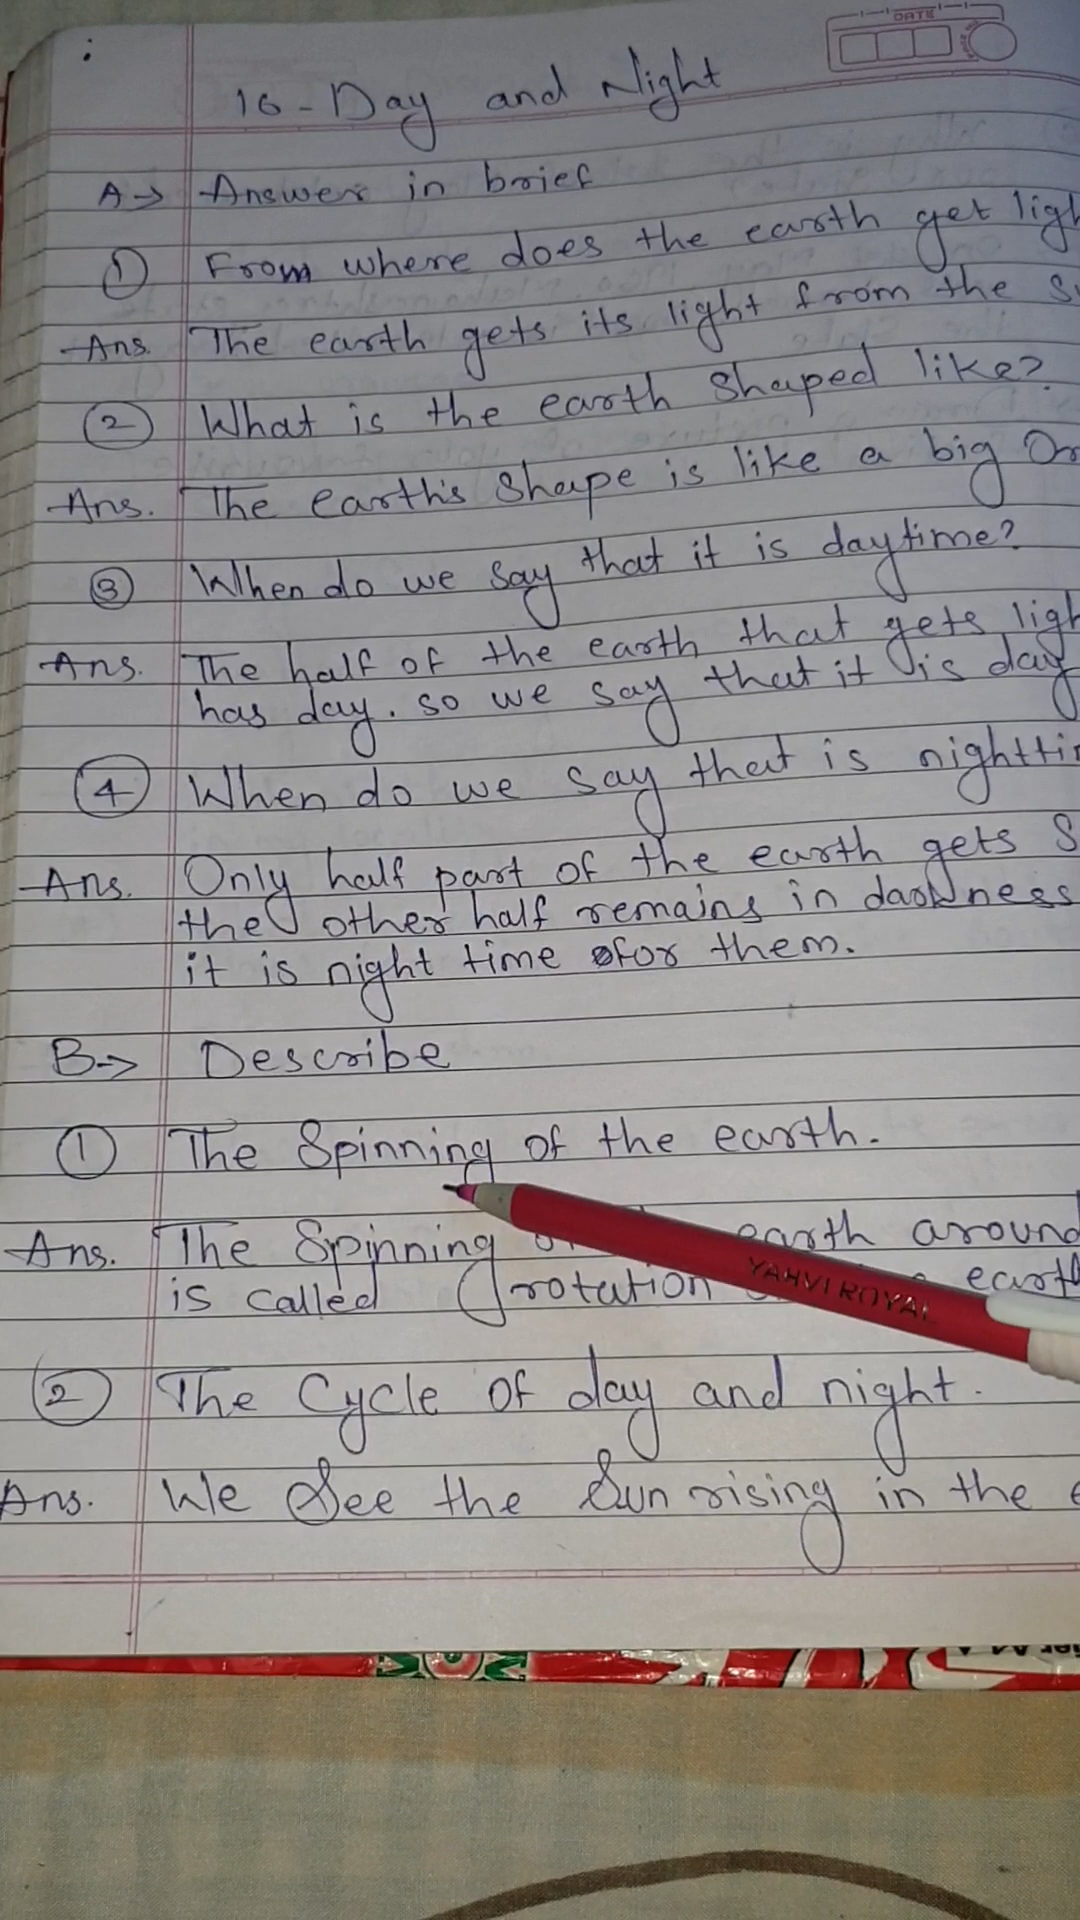 DATE
16 - Day and Night
A → Answer in brief
① From where does the earth get
Ans. The earth gets its light from the
② What is the earth shaped like?
Ans. The earth's shape is like a big
③ When do we say that it is daytime?
Ans. The half of the earth that gets
has day. so we say that it is day
④ When do we say that is
Ans. Only half part of the earth gets
the other half remains in darkness
it is night time for them.
B → Describe
① The Spinning of the earth.
Ans. The Spinning earth around
is called rotation
YAHVI ROYAL
② The Cycle of day and night.
Ans. We See the Sun rising in the